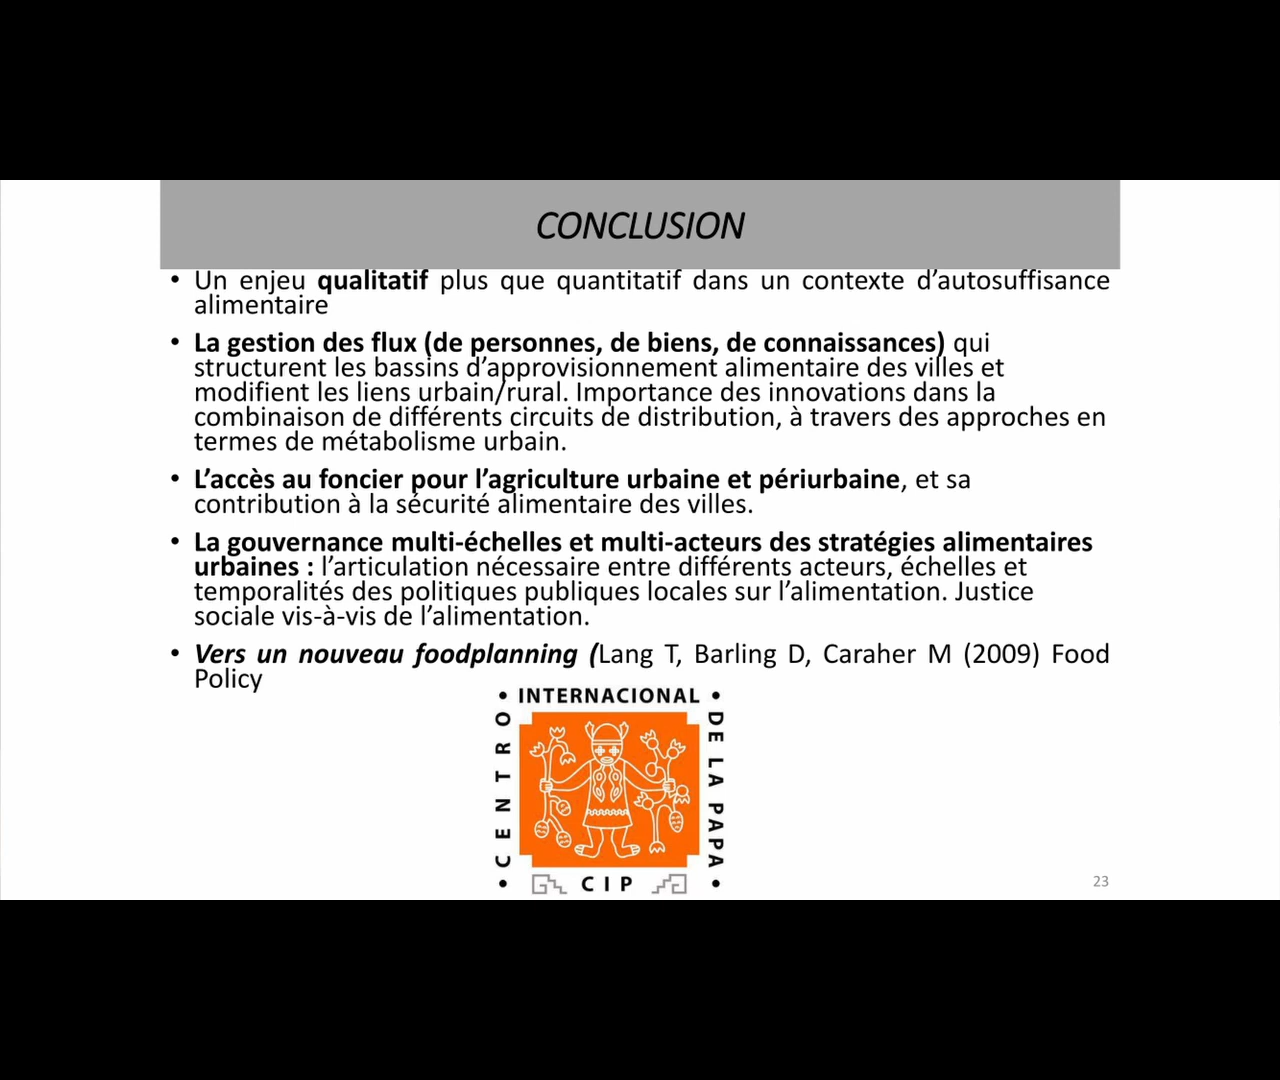 CONCLUSION
• Un enjeu qualitatif plus que quantitatif dans un contexte d’autosuffisance
alimentaire
• La gestion des flux (de personnes, de biens, de connaissances) qui
structurent les bassins d’approvisionnement alimentaire des villes et
modifient les liens urbain/rural. Importance des innovations dans la
combinaison de différents circuits de distribution, à travers des approches en
termes de métabolisme urbain.
• L’accès au foncier pour l’agriculture urbaine et périurbaine, et sa
contribution à la sécurité alimentaire des villes.
• La gouvernance multi-échelles et multi-acteurs des stratégies alimentaires
urbaines : l’articulation nécessaire entre différents acteurs, échelles et
temporalités des politiques publiques locales sur l’alimentation. Justice
sociale vis-à-vis de l’alimentation.
• Vers un nouveau foodplanning (Lang T, Barling D, Caraher M (2009) Food
Policy
• CENTRO
• INTERNACIONAL •
DE LA PAPA •
CIP
23